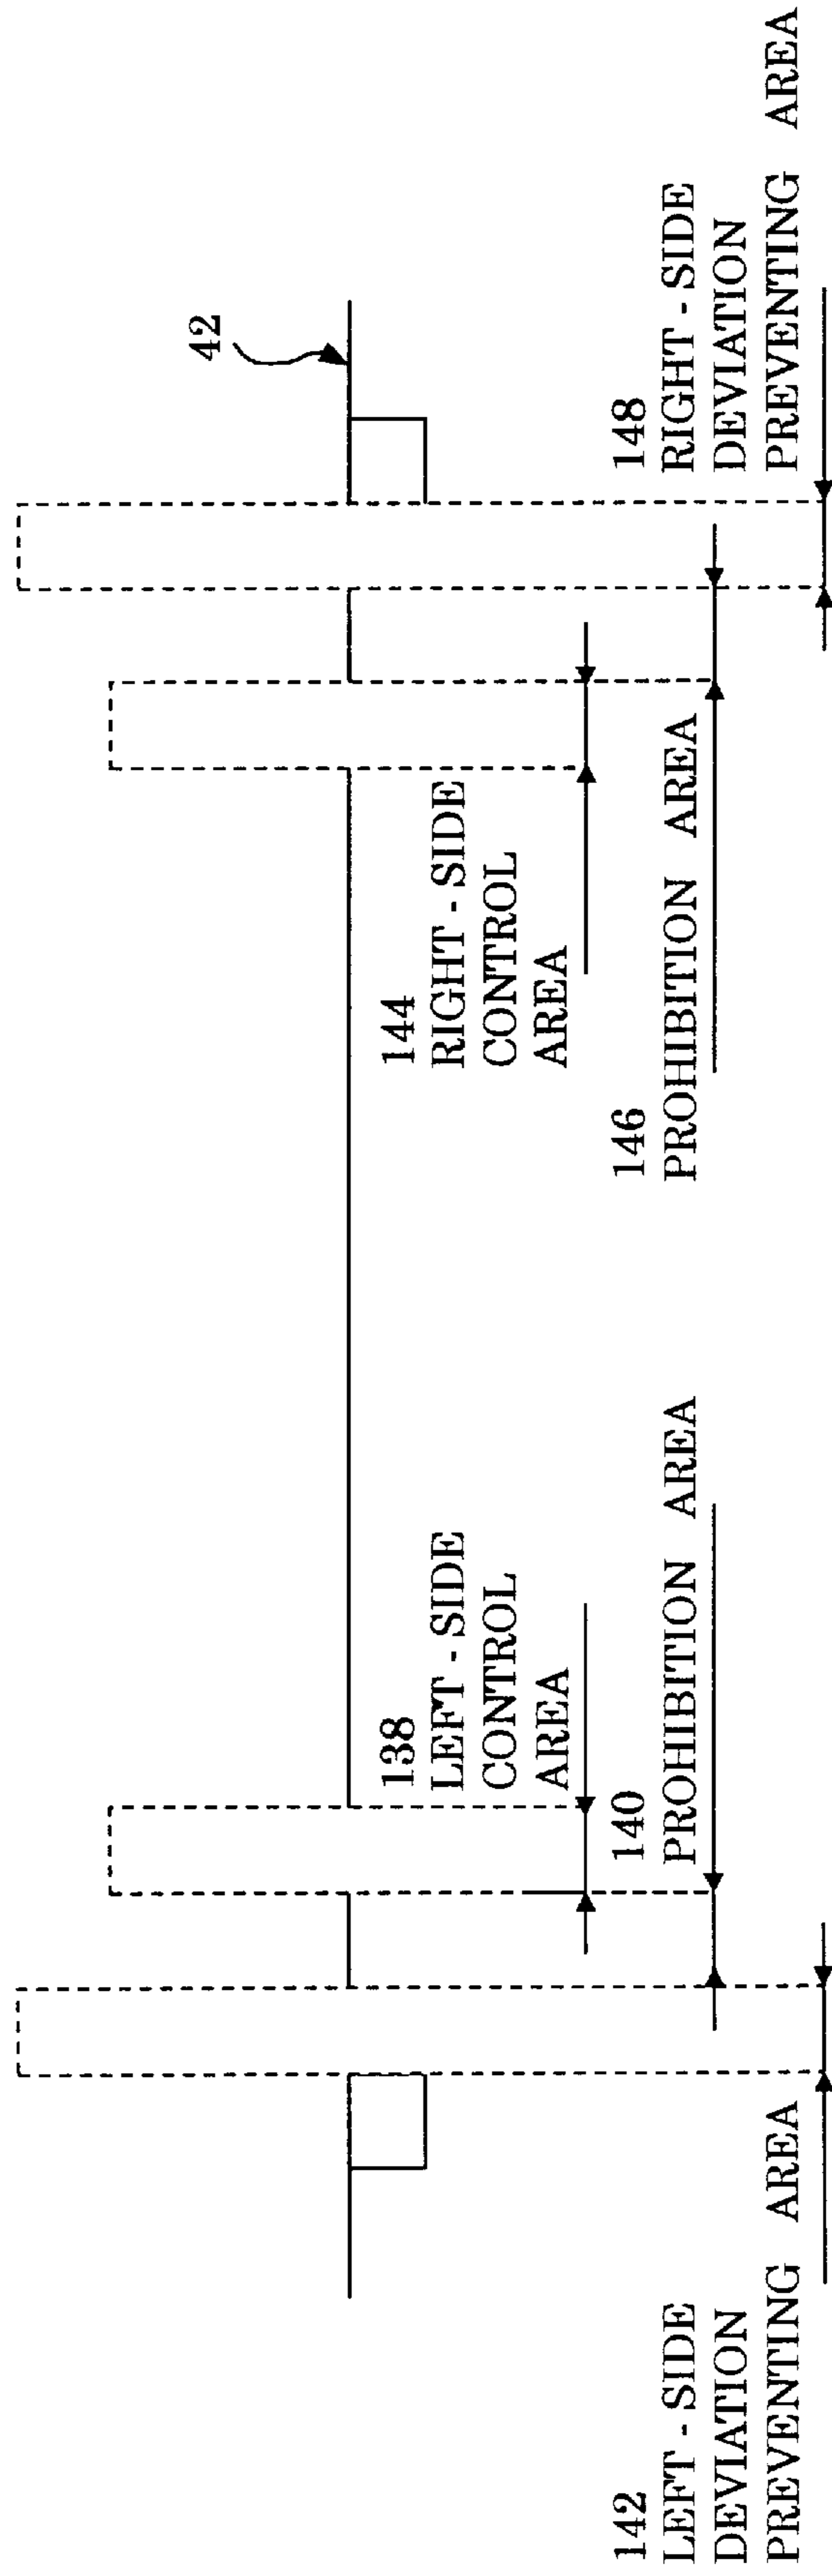 42
138
LEFT - SIDE
CONTROL
AREA
144
RIGHT - SIDE
CONTROL
AREA
142
LEFT - SIDE
DEVIATION
PREVENTING AREA
140
PROHIBITION AREA
146
PROHIBITION AREA
148
RIGHT - SIDE
DEVIATION
PREVENTING AREA